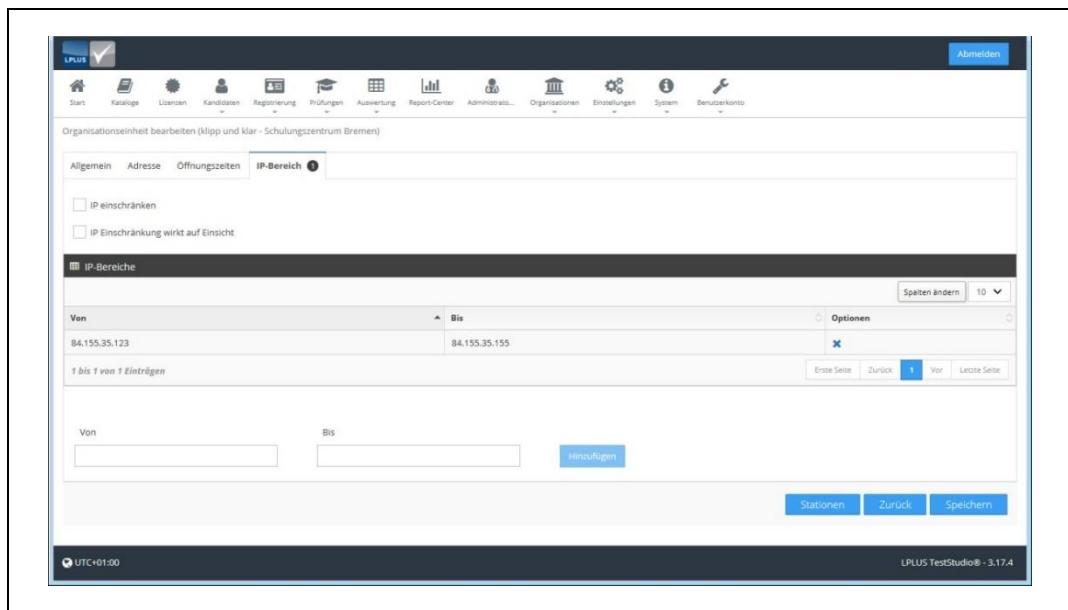 LPLUS
Abmelden
Start Kataloge Lizenzen Kandidaten Registrierung Prüfungen Auswertung Report-Center Administrato... Organisationen Einstellungen System Benutzerkonto
Organisationseinheit bearbeiten (klipp und klar - Schulungszentrum Bremen)
Allgemein Adresse Öffnungszeiten IP-Bereich 1
IP einschränken
IP Einschränkung wirkt auf Einsicht
IP-Bereiche
Spalten ändern 10
Von Bis Optionen
84.155.35.123 84.155.35.155
1 bis 1 von 1 Einträgen Erste Seite Zurück 1 Vor Letzte Seite
Von Bis
Hinzufügen
Stationen Zurück Speichern
UTC+01:00 LPLUS TestStudio® - 3.17.4